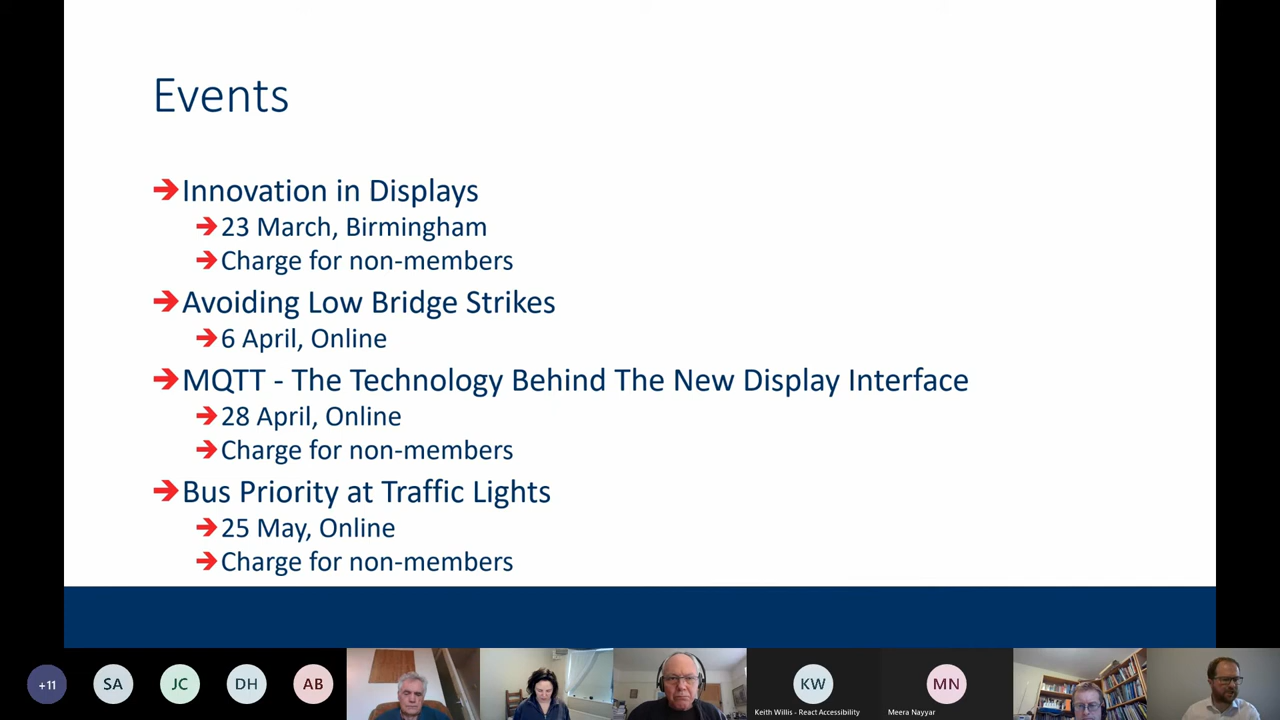 Events
Innovation in Displays
23 March, Birmingham
Charge for non-members
Avoiding Low Bridge Strikes
6 April, Online
MQTT - The Technology Behind The New Display Interface
28 April, Online
Charge for non-members
Bus Priority at Traffic Lights
25 May, Online
Charge for non-members
+11
SA
JC
DH
AB
KW
MN
Keith Willis - React Accessibility
Meera Nayyar